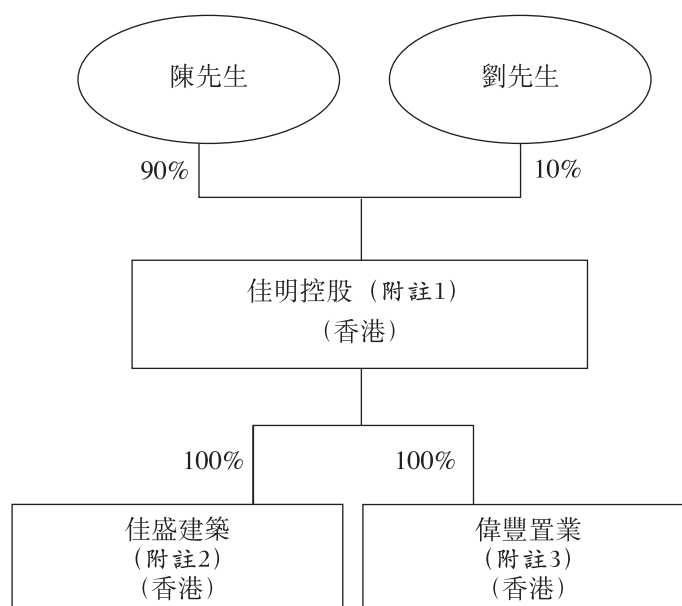 陳先生
劉先生
90%
10%
佳明控股（附註1）
（香港）
100%
100%
佳盛建築
（附註2）
（香港）
偉豐置業
（附註3）
（香港）